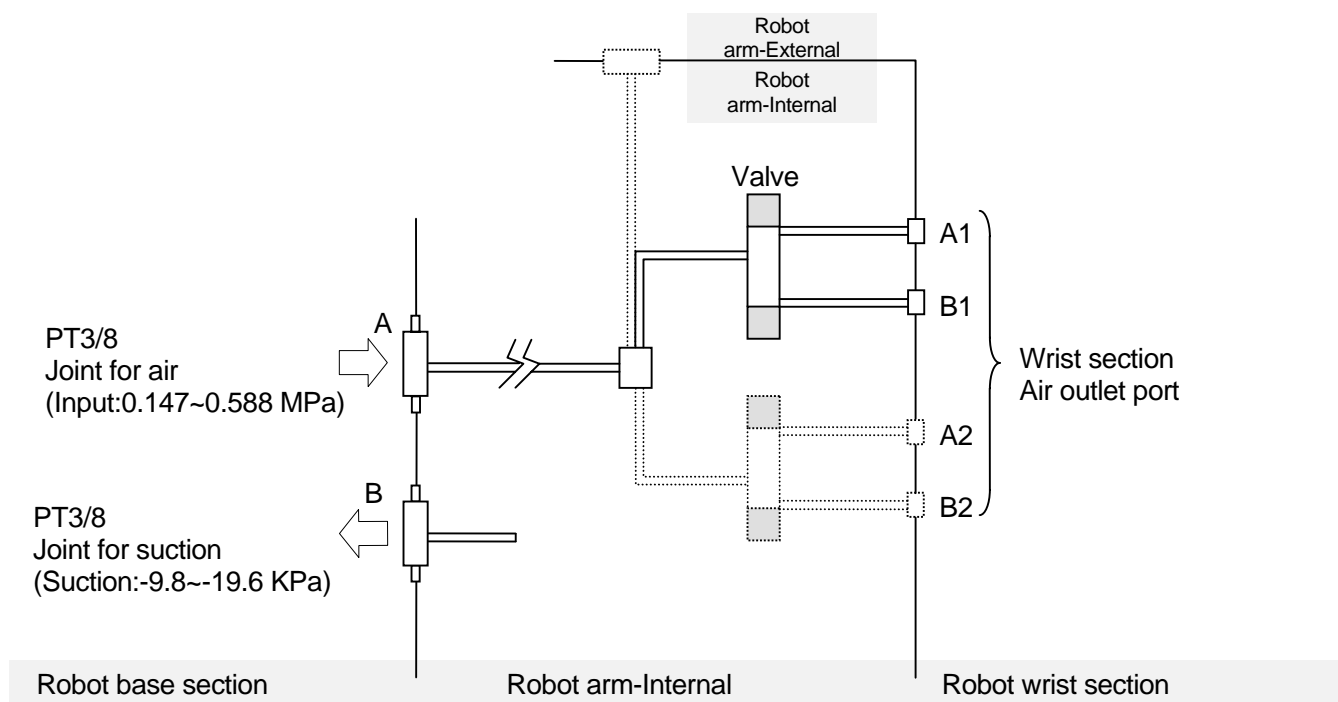 Robot
arm-External
Robot
arm-Internal
Valve
A1
B1
A
PT3/8
Joint for air
(Input:0.147~0.588 MPa)
Wrist section
Air outlet port
A2
B2
B
PT3/8
Joint for suction
(Suction:-9.8~-19.6 KPa)
Robot base section
Robot arm-Internal
Robot wrist section